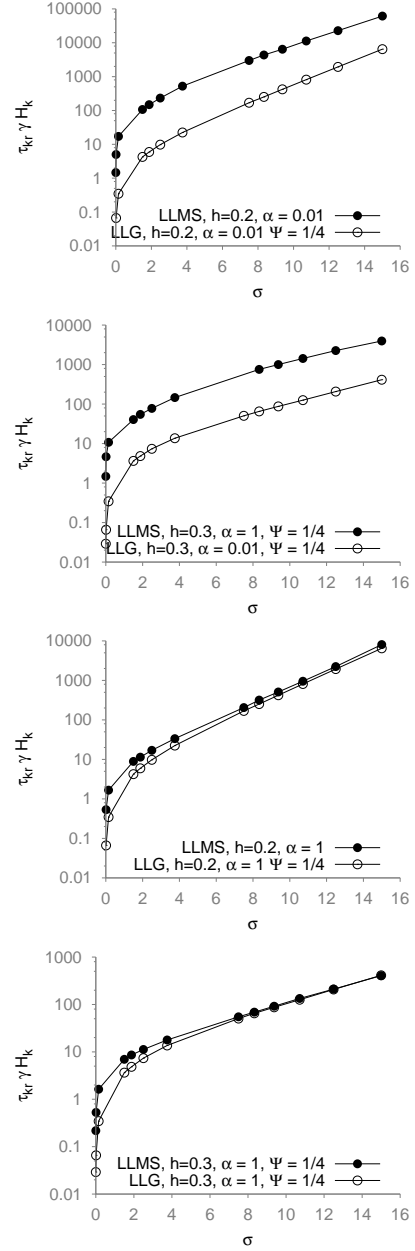 100000
10000
1000
100
10
1
0.1
0.01
τkr γ Hk
0 2 4 6 8 10 12 14 16
σ
LLMS, h=0.2, α = 0.01
LLG, h=0.2, α = 0.01 Ψ = 1/4
10000
1000
100
10
1
0.1
0.01
τkr γ Hk
0 2 4 6 8 10 12 14 16
σ
LLMS, h=0.3, α = 1, Ψ = 1/4
LLG, h=0.3, α = 0.01, Ψ = 1/4
10000
1000
100
10
1
0.1
0.01
τkr γ Hk
0 2 4 6 8 10 12 14 16
σ
LLMS, h=0.2, α = 1
LLG, h=0.2, α = 1 Ψ = 1/4
1000
100
10
1
0.1
0.01
τkr γ Hk
0 2 4 6 8 10 12 14 16
σ
LLMS, h=0.3, α = 1, Ψ = 1/4
LLG, h=0.3, α = 1, Ψ = 1/4